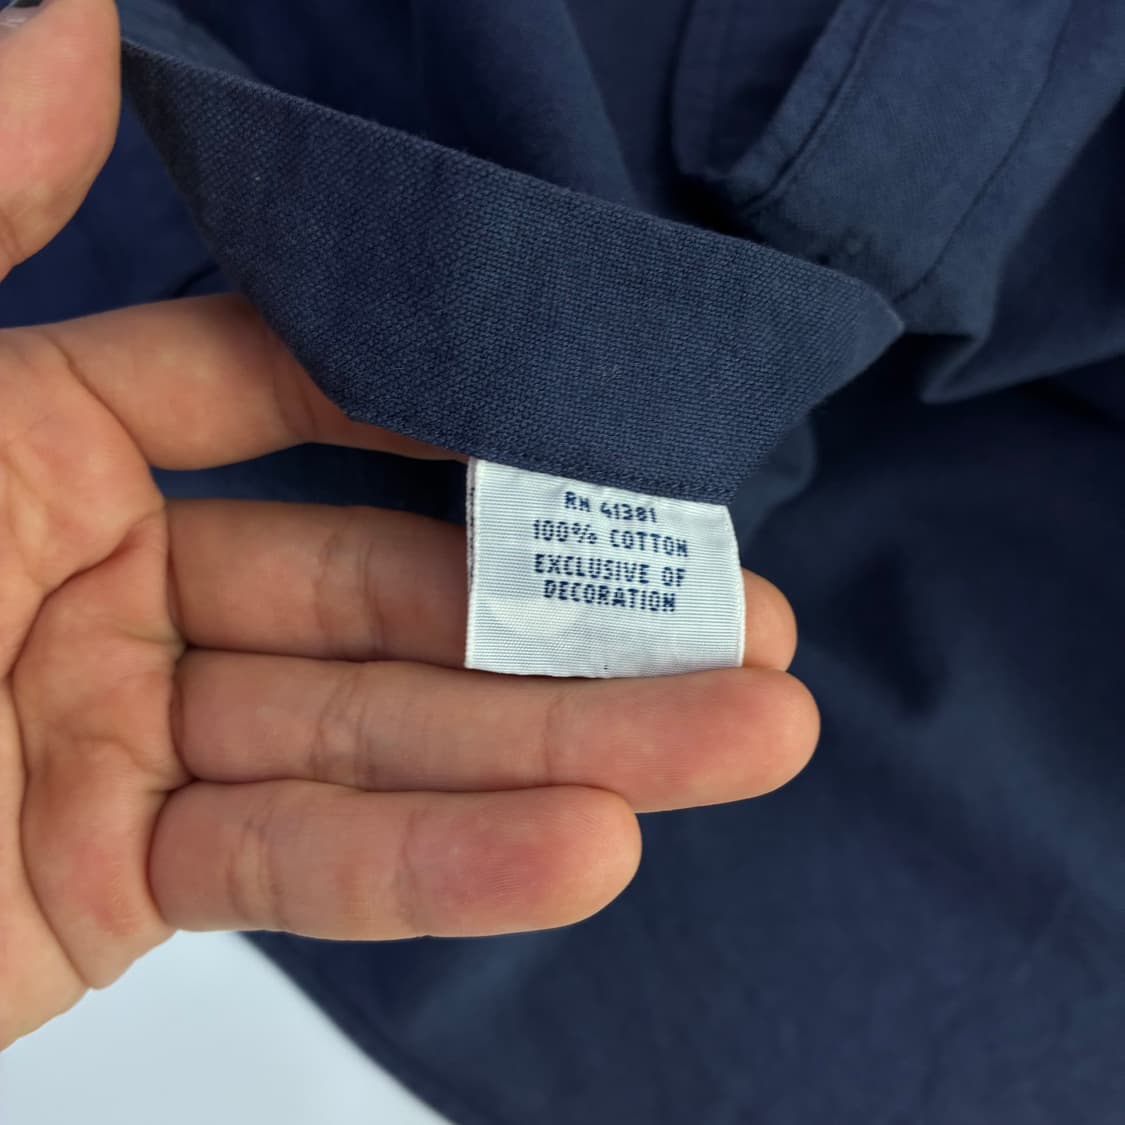 RN 41381
100% COTTON
EXCLUSIVE OF
DECORATION